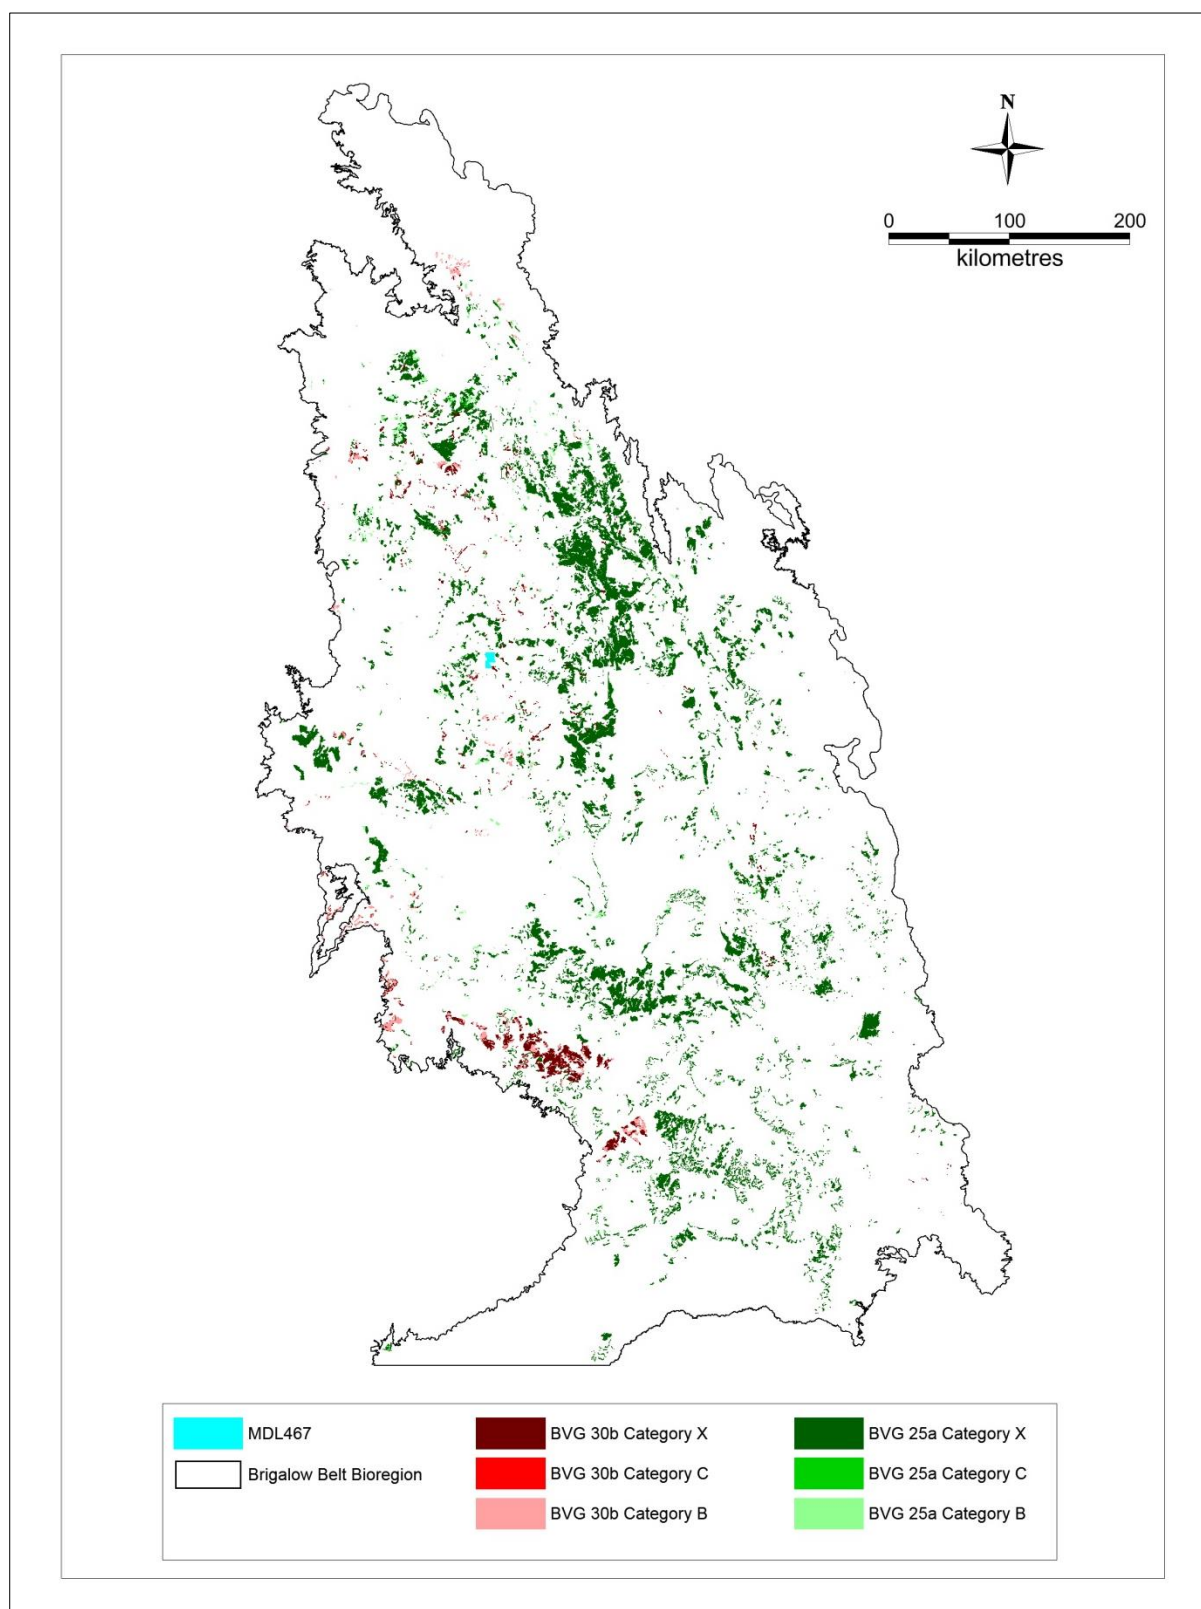 N
0 100 200
kilometres
MDL467
Brigalow Belt Bioregion
BVG 30b Category X
BVG 30b Category C
BVG 30b Category B
BVG 25a Category X
BVG 25a Category C
BVG 25a Category B